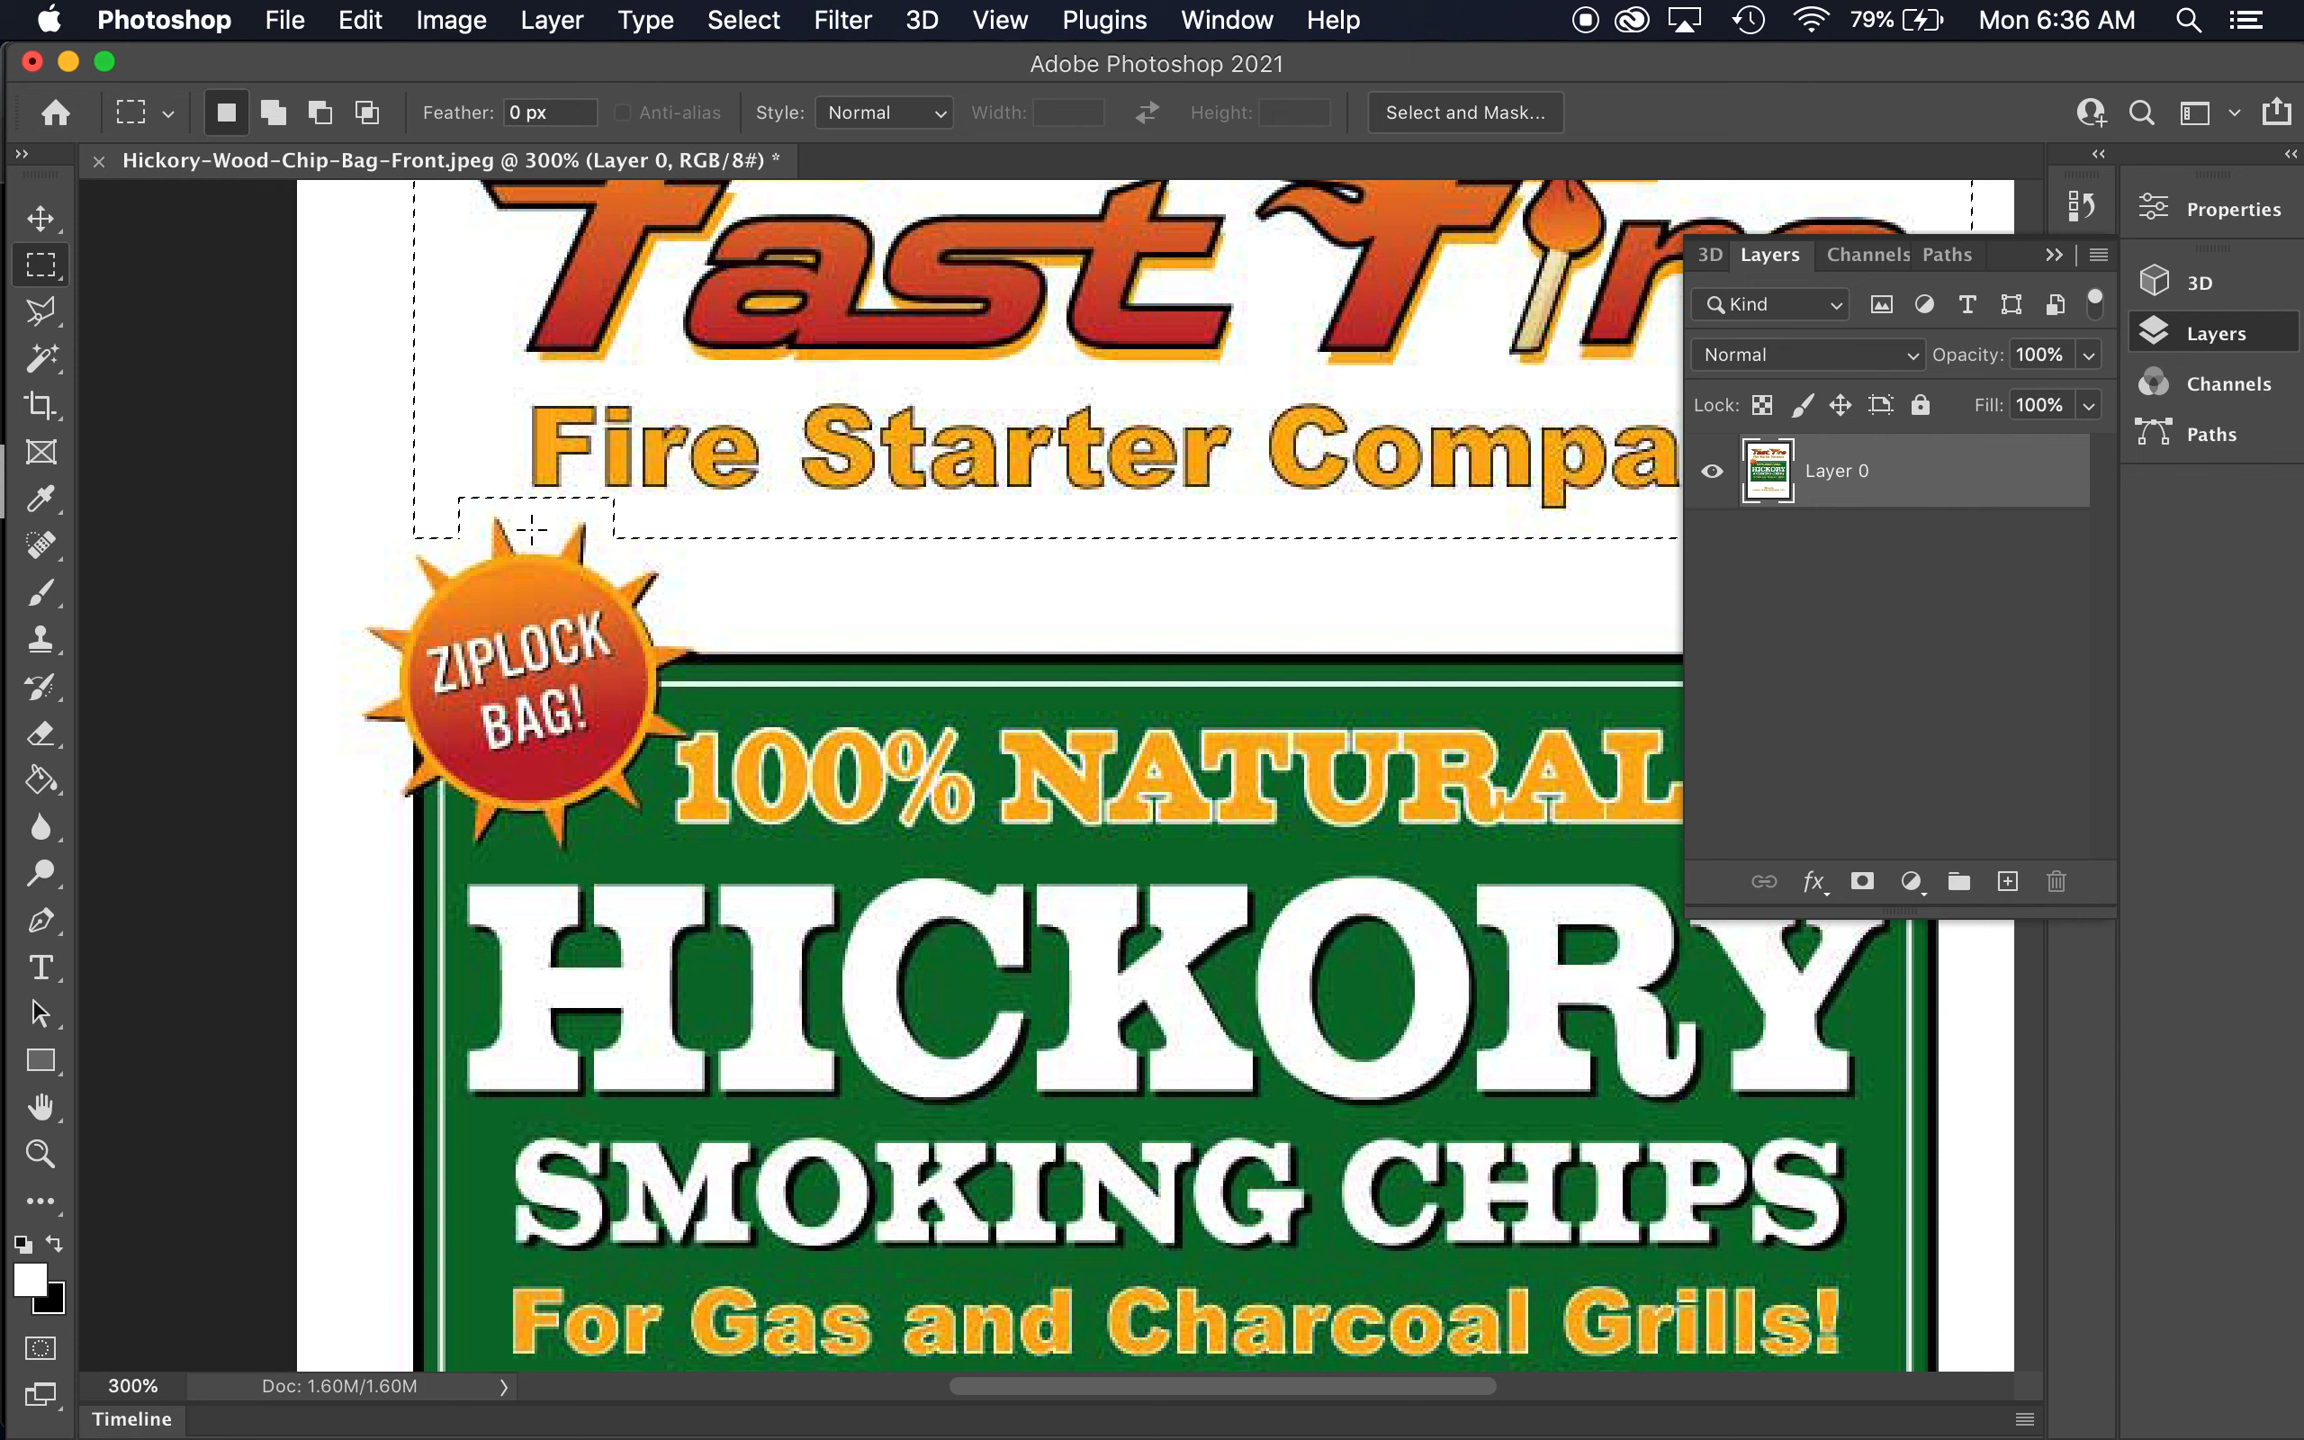 Photoshop File Edit Image Layer Type Select Filter 3D View Plugins Window Help 79% Mon 6:36 AM
Adobe Photoshop 2021
Feather: 0 px Anti-alias Style: Normal Width: Height: Select and Mask...
Hickory-Wood-Chip-Bag-Front.jpeg @ 300% (Layer 0, RGB/8#) *
Fast Fire
Fire Starter Compa
ZIPLOCK
BAG!
100% NATURAL
HICKORY
SMOKING CHIPS
For Gas and Charcoal Grills!
3D Layers Channels Paths
Kind
Normal Opacity: 100%
Lock: Fill: 100%
Layer 0
Properties
3D
Layers
Channels
Paths
300% Doc: 1.60M/1.60M
Timeline